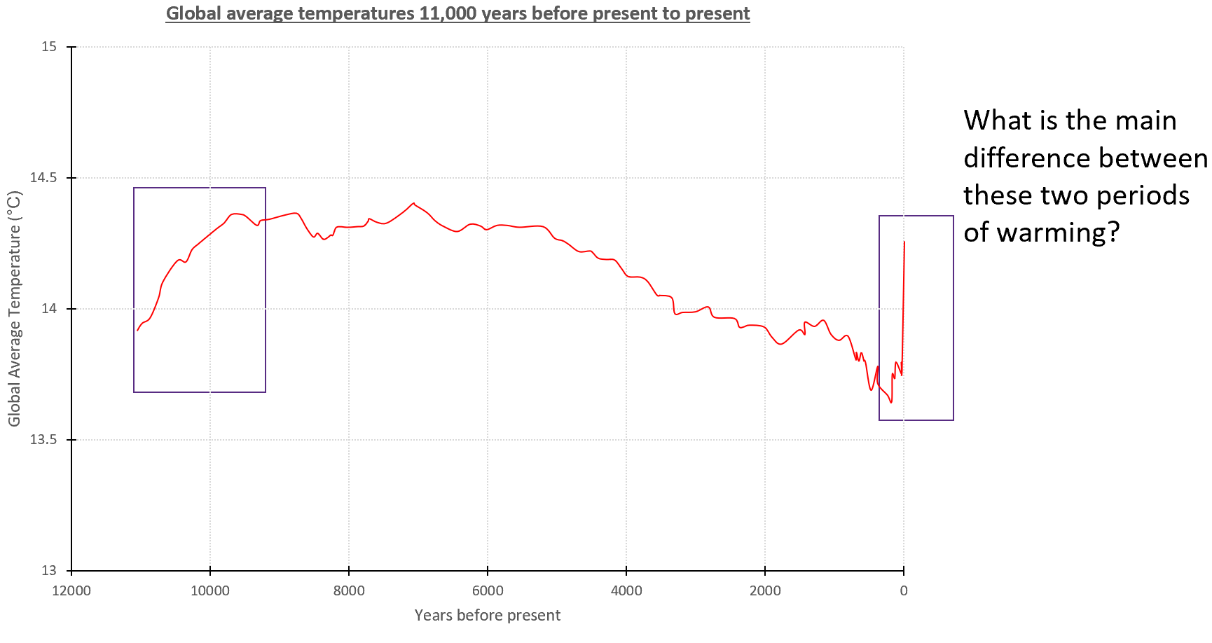 Global average temperatures 11,000 years before present to present
15
14.5
14
13.5
13
Global Average Temperature (°C)
12000 10000 8000 6000 4000 2000 0
Years before present
What is the main
difference between
these two periods
of warming?